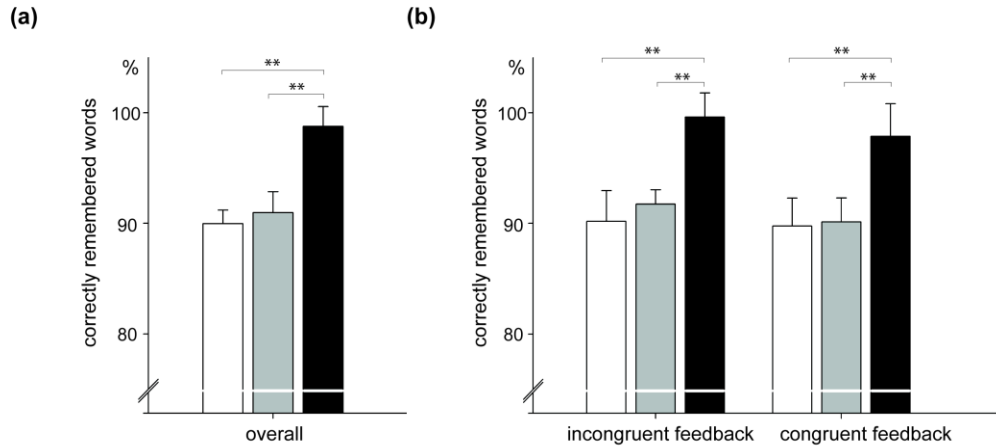 (a)
(b)
%
**
**
100
90
80
correctly remembered words
overall
%
**
**
**
**
100
90
80
correctly remembered words
incongruent feedback
congruent feedback